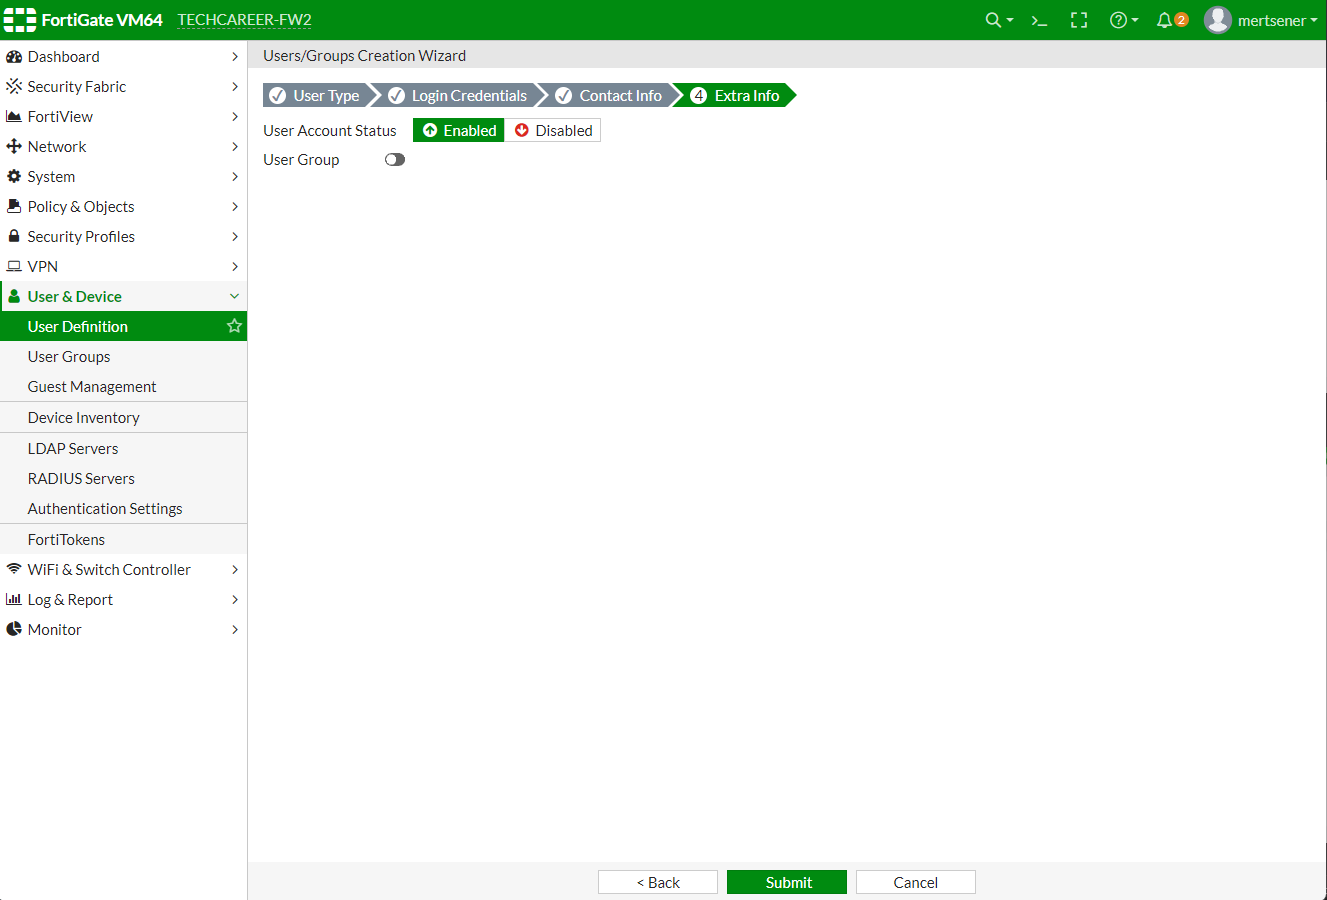 FortiGate VM64 TECHCAREER-FW2 2 mertsener
Dashboard
Security Fabric
FortiView
Network
System
Policy & Objects
Security Profiles
VPN
User & Device
User Definition
User Groups
Guest Management
Device Inventory
LDAP Servers
RADIUS Servers
Authentication Settings
FortiTokens
WiFi & Switch Controller
Log & Report
Monitor
Users/Groups Creation Wizard
User Type Login Credentials Contact Info 4 Extra Info
User Account Status Enabled Disabled
User Group
< Back Submit Cancel